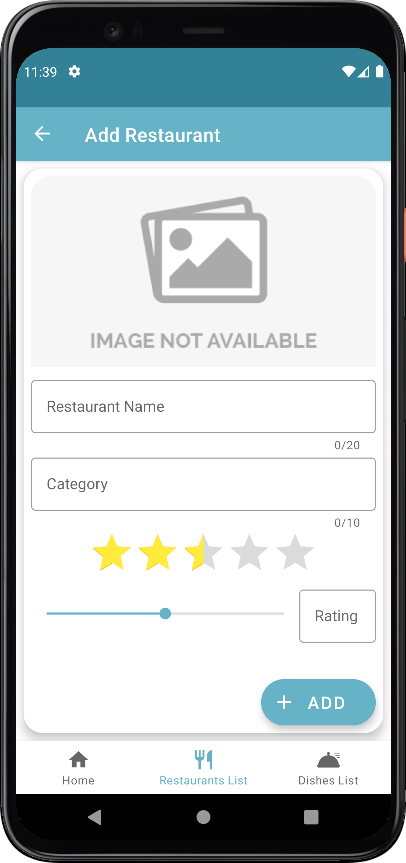 11:39
Add Restaurant
IMAGE NOT AVAILABLE
Restaurant Name
0/20
Category
0/10
Rating
+ ADD
Home
Restaurants List
Dishes List